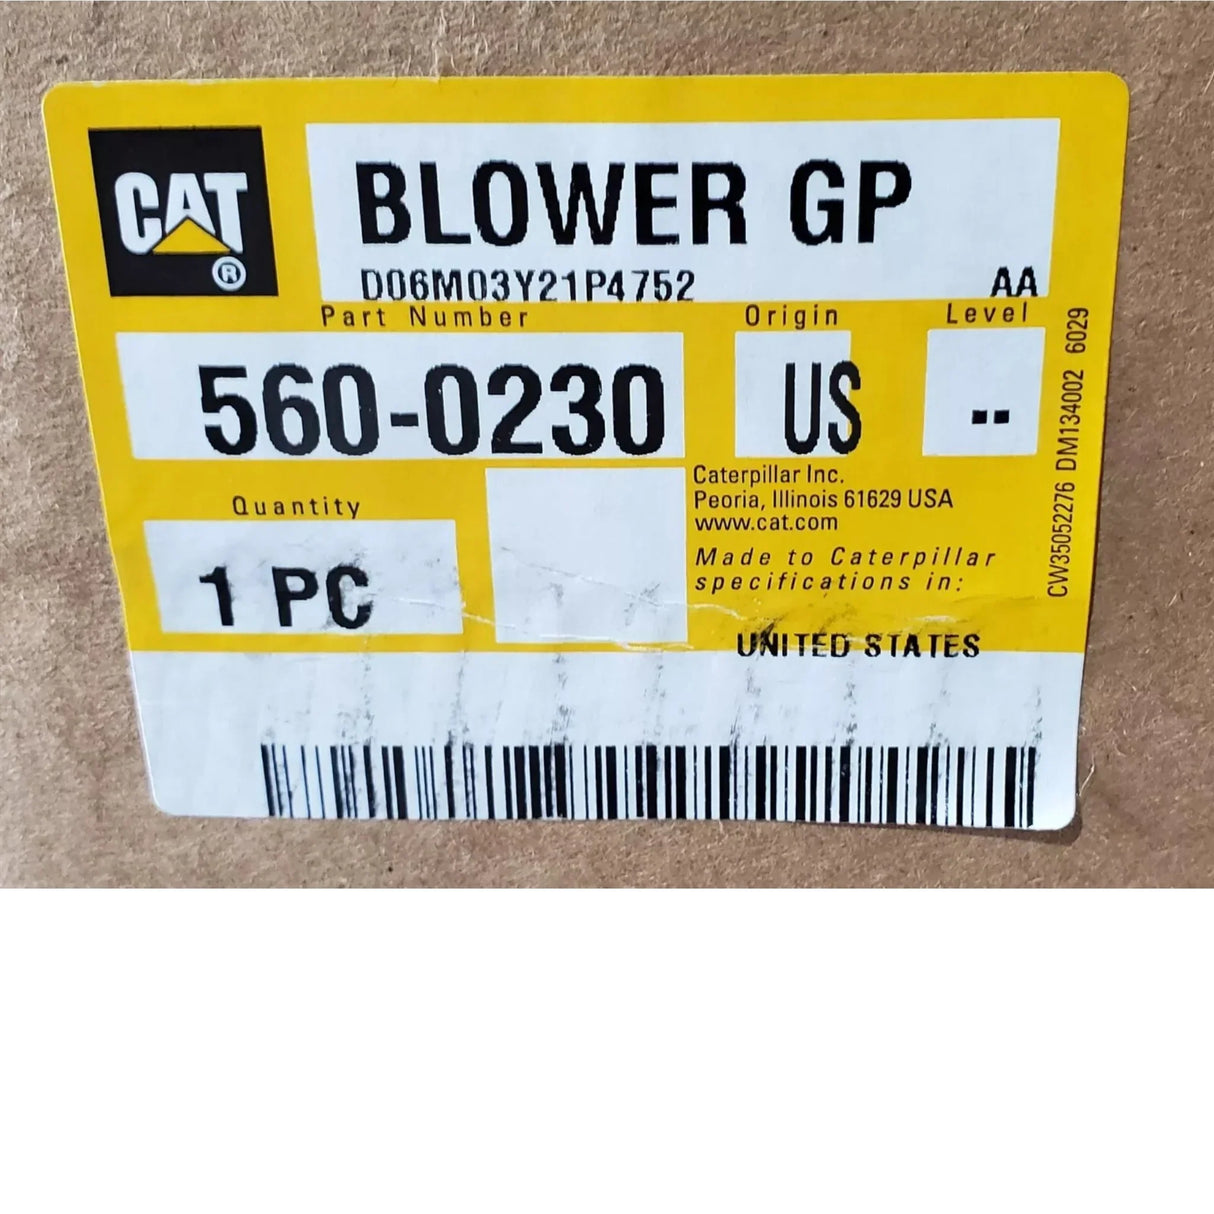 CAT
®
BLOWER GP
D06M03Y21P4752 AA
Part Number Origin Level
560-0230 US --
Quantity
1 PC
Caterpillar Inc.
Peoria, Illinois 61629 USA
www.cat.com
Made to Caterpillar
specifications in:
UNITED STATES
CW35052276 DM134002 6029